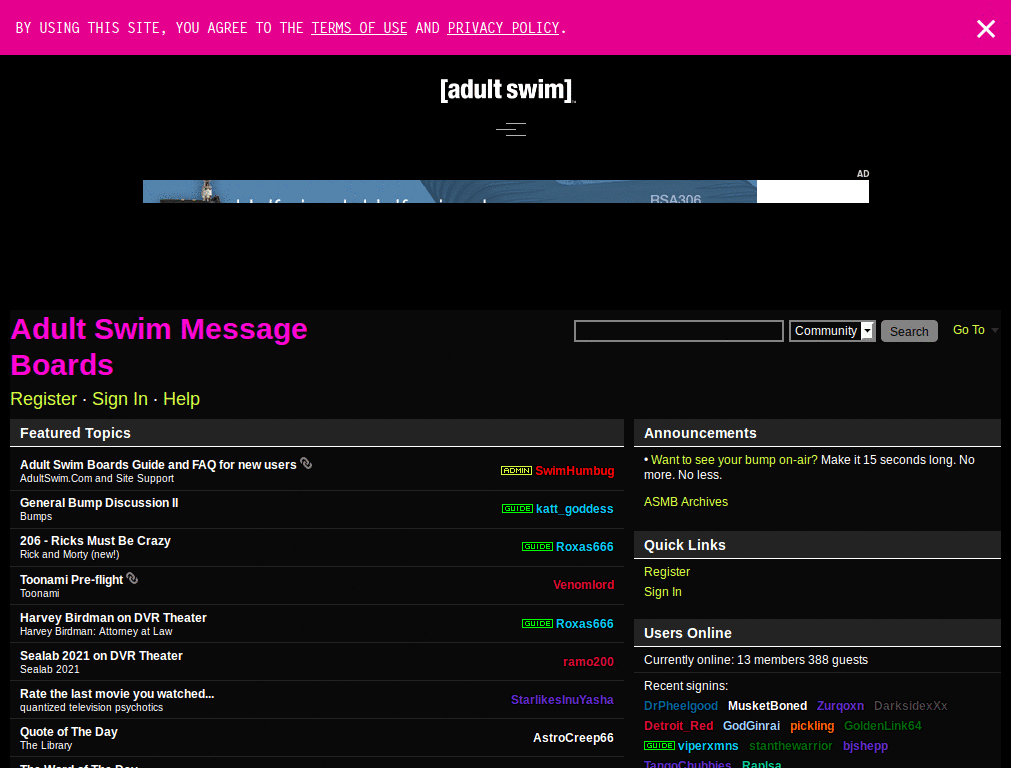 BY USING THIS SITE, YOU AGREE TO THE TERMS OF USE AND PRIVACY POLICY.
[adult swim]
AD
RSA306
Adult Swim Message
Boards
Community
Search
Go To
Register · Sign In · Help
Featured Topics
Adult Swim Boards Guide and FAQ for new users
AdultSwim.Com and Site Support
ADMIN SwimHumbug
General Bump Discussion II
Bumps
GUIDE katt_goddess
206 - Ricks Must Be Crazy
Rick and Morty (new!)
GUIDE Roxas666
Toonami Pre-flight
Toonami
Venomlord
Harvey Birdman on DVR Theater
Harvey Birdman: Attorney at Law
GUIDE Roxas666
Sealab 2021 on DVR Theater
Sealab 2021
ramo200
Rate the last movie you watched...
quantized television psychotics
StarlikesInuYasha
Quote of The Day
The Library
AstroCreep66
The Word of The Day
Announcements
• Want to see your bump on-air? Make it 15 seconds long. No
more. No less.
ASMB Archives
Quick Links
Register
Sign In
Users Online
Currently online: 13 members 388 guests
Recent signins:
DrPheelgood MusketBoned Zurqoxn DarksidexXx
Detroit_Red GodGinrai pickling GoldenLink64
GUIDE viperxmns stanthewarrior bjshepp
TangoChubbies Ranlsa